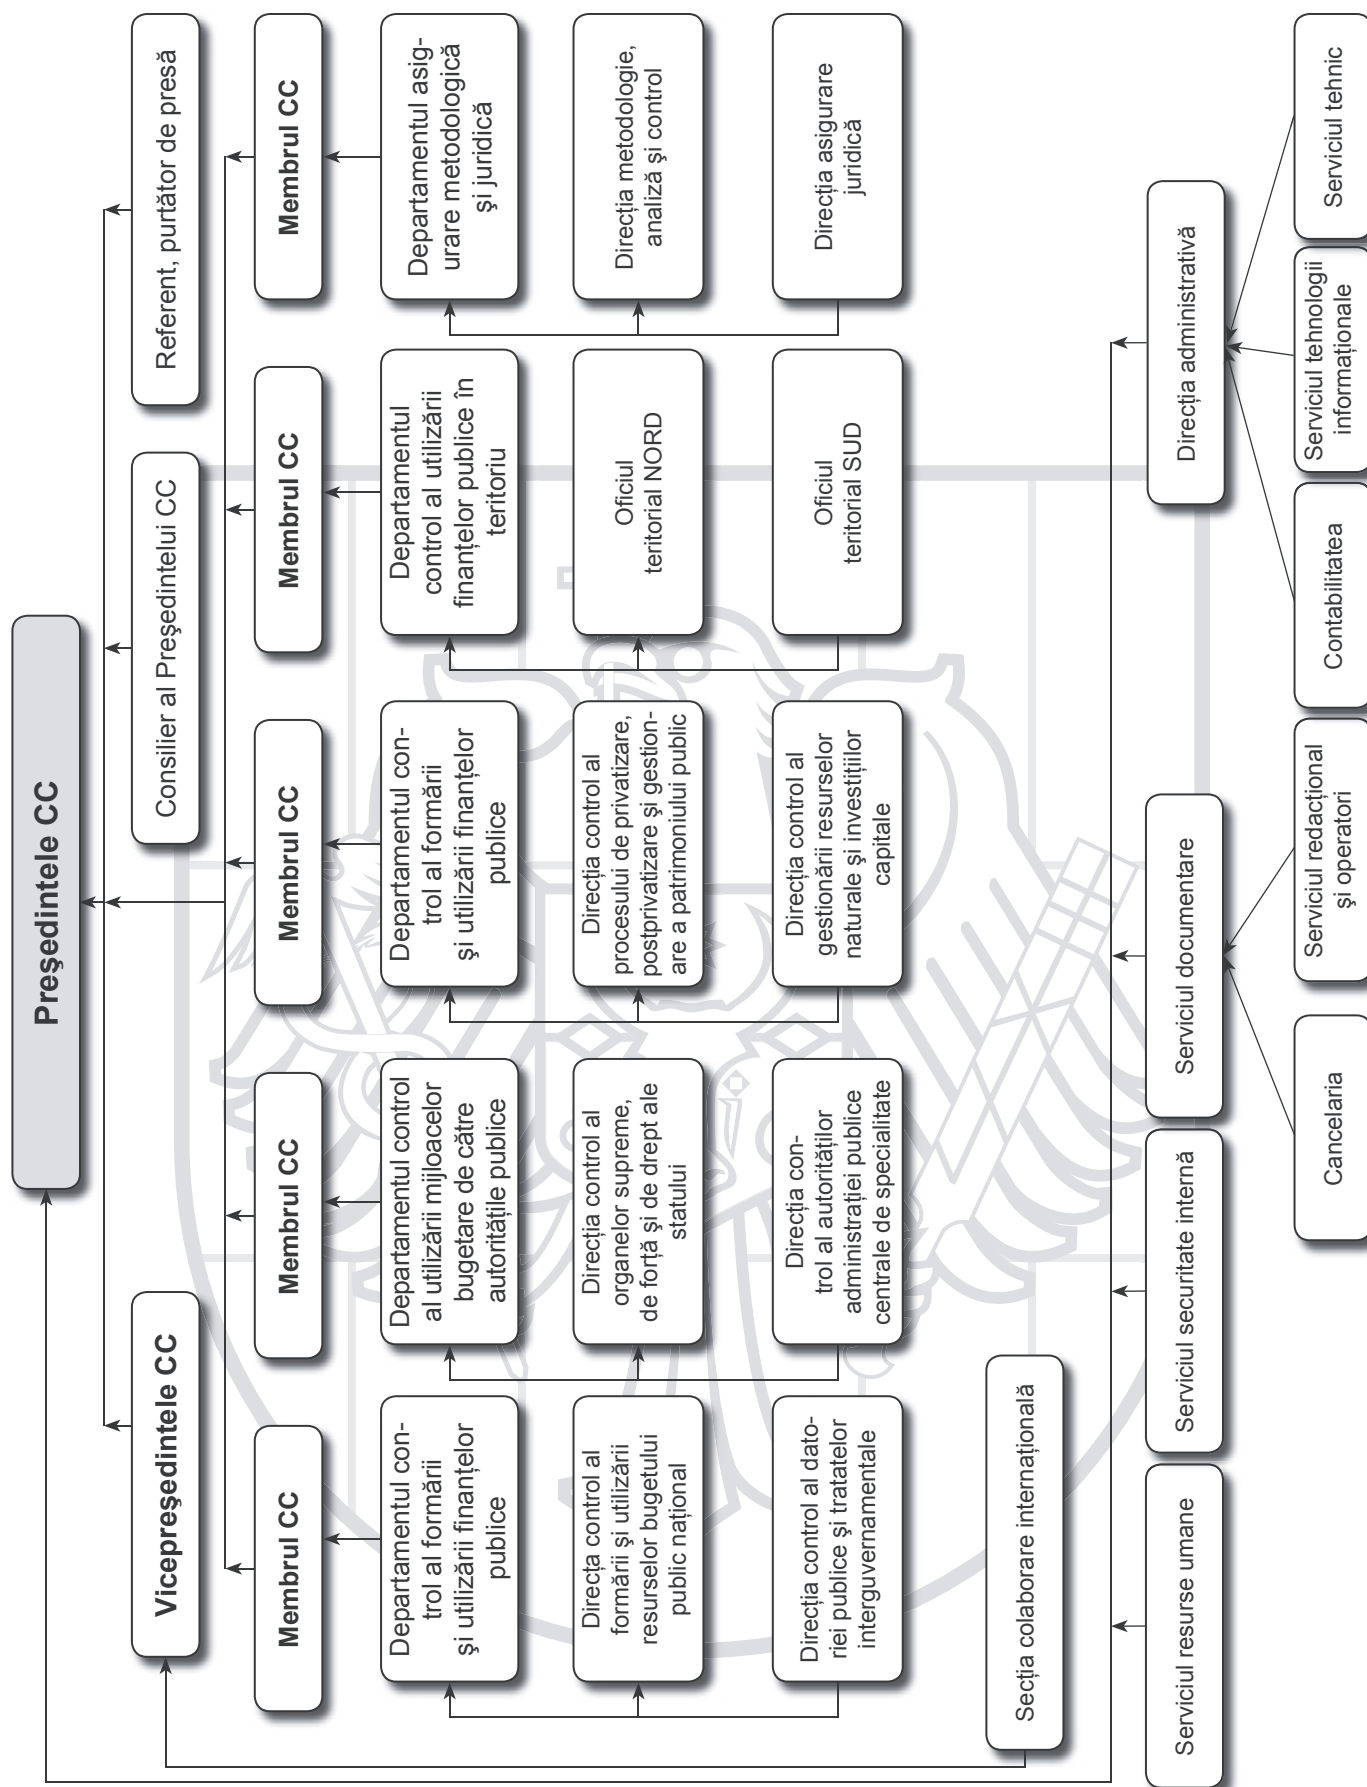 Preşedintele CC
Vicepreşedintele CC
Consilier al Preşedintelui CC
Referent, purtător de presă
Membrul CC
Membrul CC
Membrul CC
Membrul CC
Membrul CC
Departamentul con-
trol al formării
şi utilizării finanţelor
publice
Departamentul control
al utilizării mijloacelor
bugetare de către
autorităţile publice
Departamentul con-
trol al formării
şi utilizării finanţelor
publice
Departamentul
control al utilizării
finanţelor publice în
teritoriu
Departamentul asig-
urare metodologică
şi juridică
Direcţia control al
formării şi utilizării
resurselor bugetului
public naţional
Direcţia control al
organelor supreme,
de forţă şi de drept ale
statului
Direcţia control al
procesului de privatizare,
postprivatizare şi gestion-
are a patrimoniului public
Oficiul
teritorial NORD
Direcţia metodologie,
analiză şi control
Direcţia control al dato-
riei publice şi tratatelor
interguvernamentale
Direcţia con-
trol al autorităţilor
administraţiei publice
centrale de specialitate
Direcţia control al
gestionării resurselor
naturale şi investiţiilor
capitale
Oficiul
teritorial SUD
Direcţia asigurare
juridică
Secţia colaborare internaţională
Serviciul resurse umane
Serviciul securitate internă
Serviciul documentare
Direcţia administrativă
Cancelaria
Serviciul redacţional
şi operatori
Contabilitatea
Serviciul tehnologii
informaţionale
Serviciul tehnic